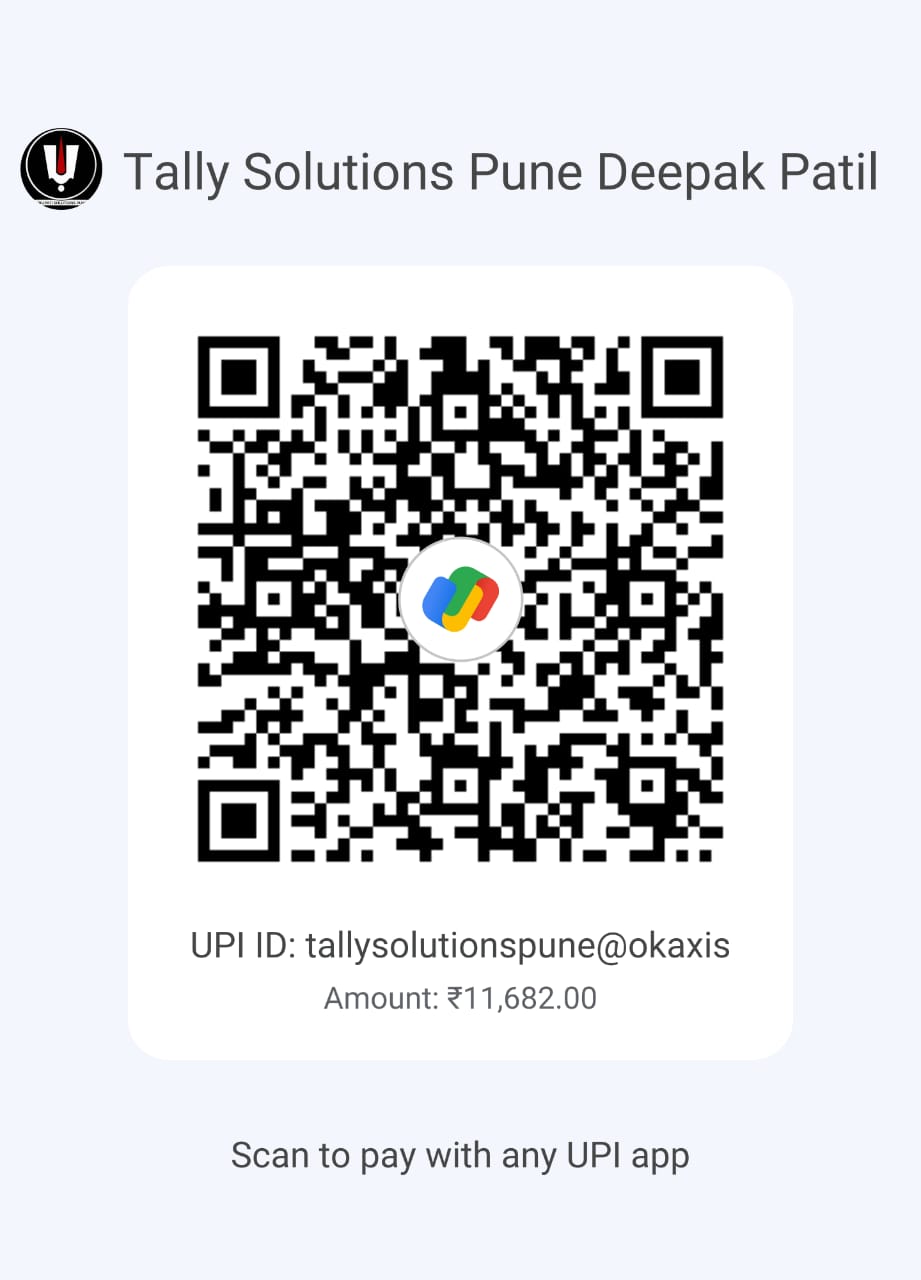 Tally Solutions Pune Deepak Patil
UPI ID: tallysolutionspune@okaxis
Amount: ₹11,682.00
Scan to pay with any UPI app